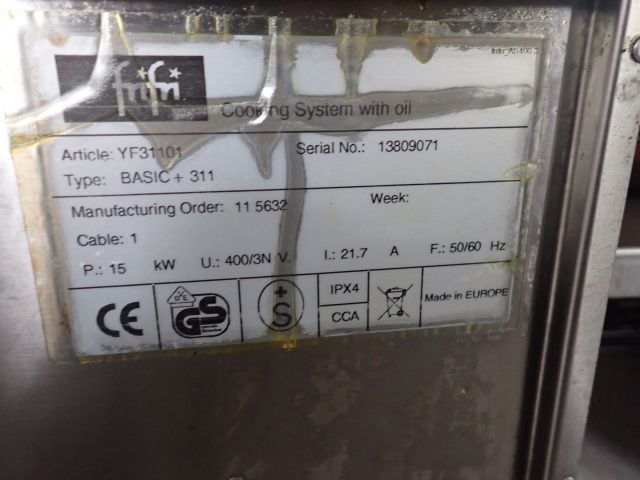 frifri
Cooking System with oil
Article: YF31101
Serial No.: 13809071
Type: BASIC + 311
Manufacturing Order: 11 5632
Week:
Cable: 1
P.: 15 kW U.: 400/3N V. I.: 21.7 A F.: 50/60 Hz
CE
GS
+
S
IPX4
CCA
Made in EUROPE